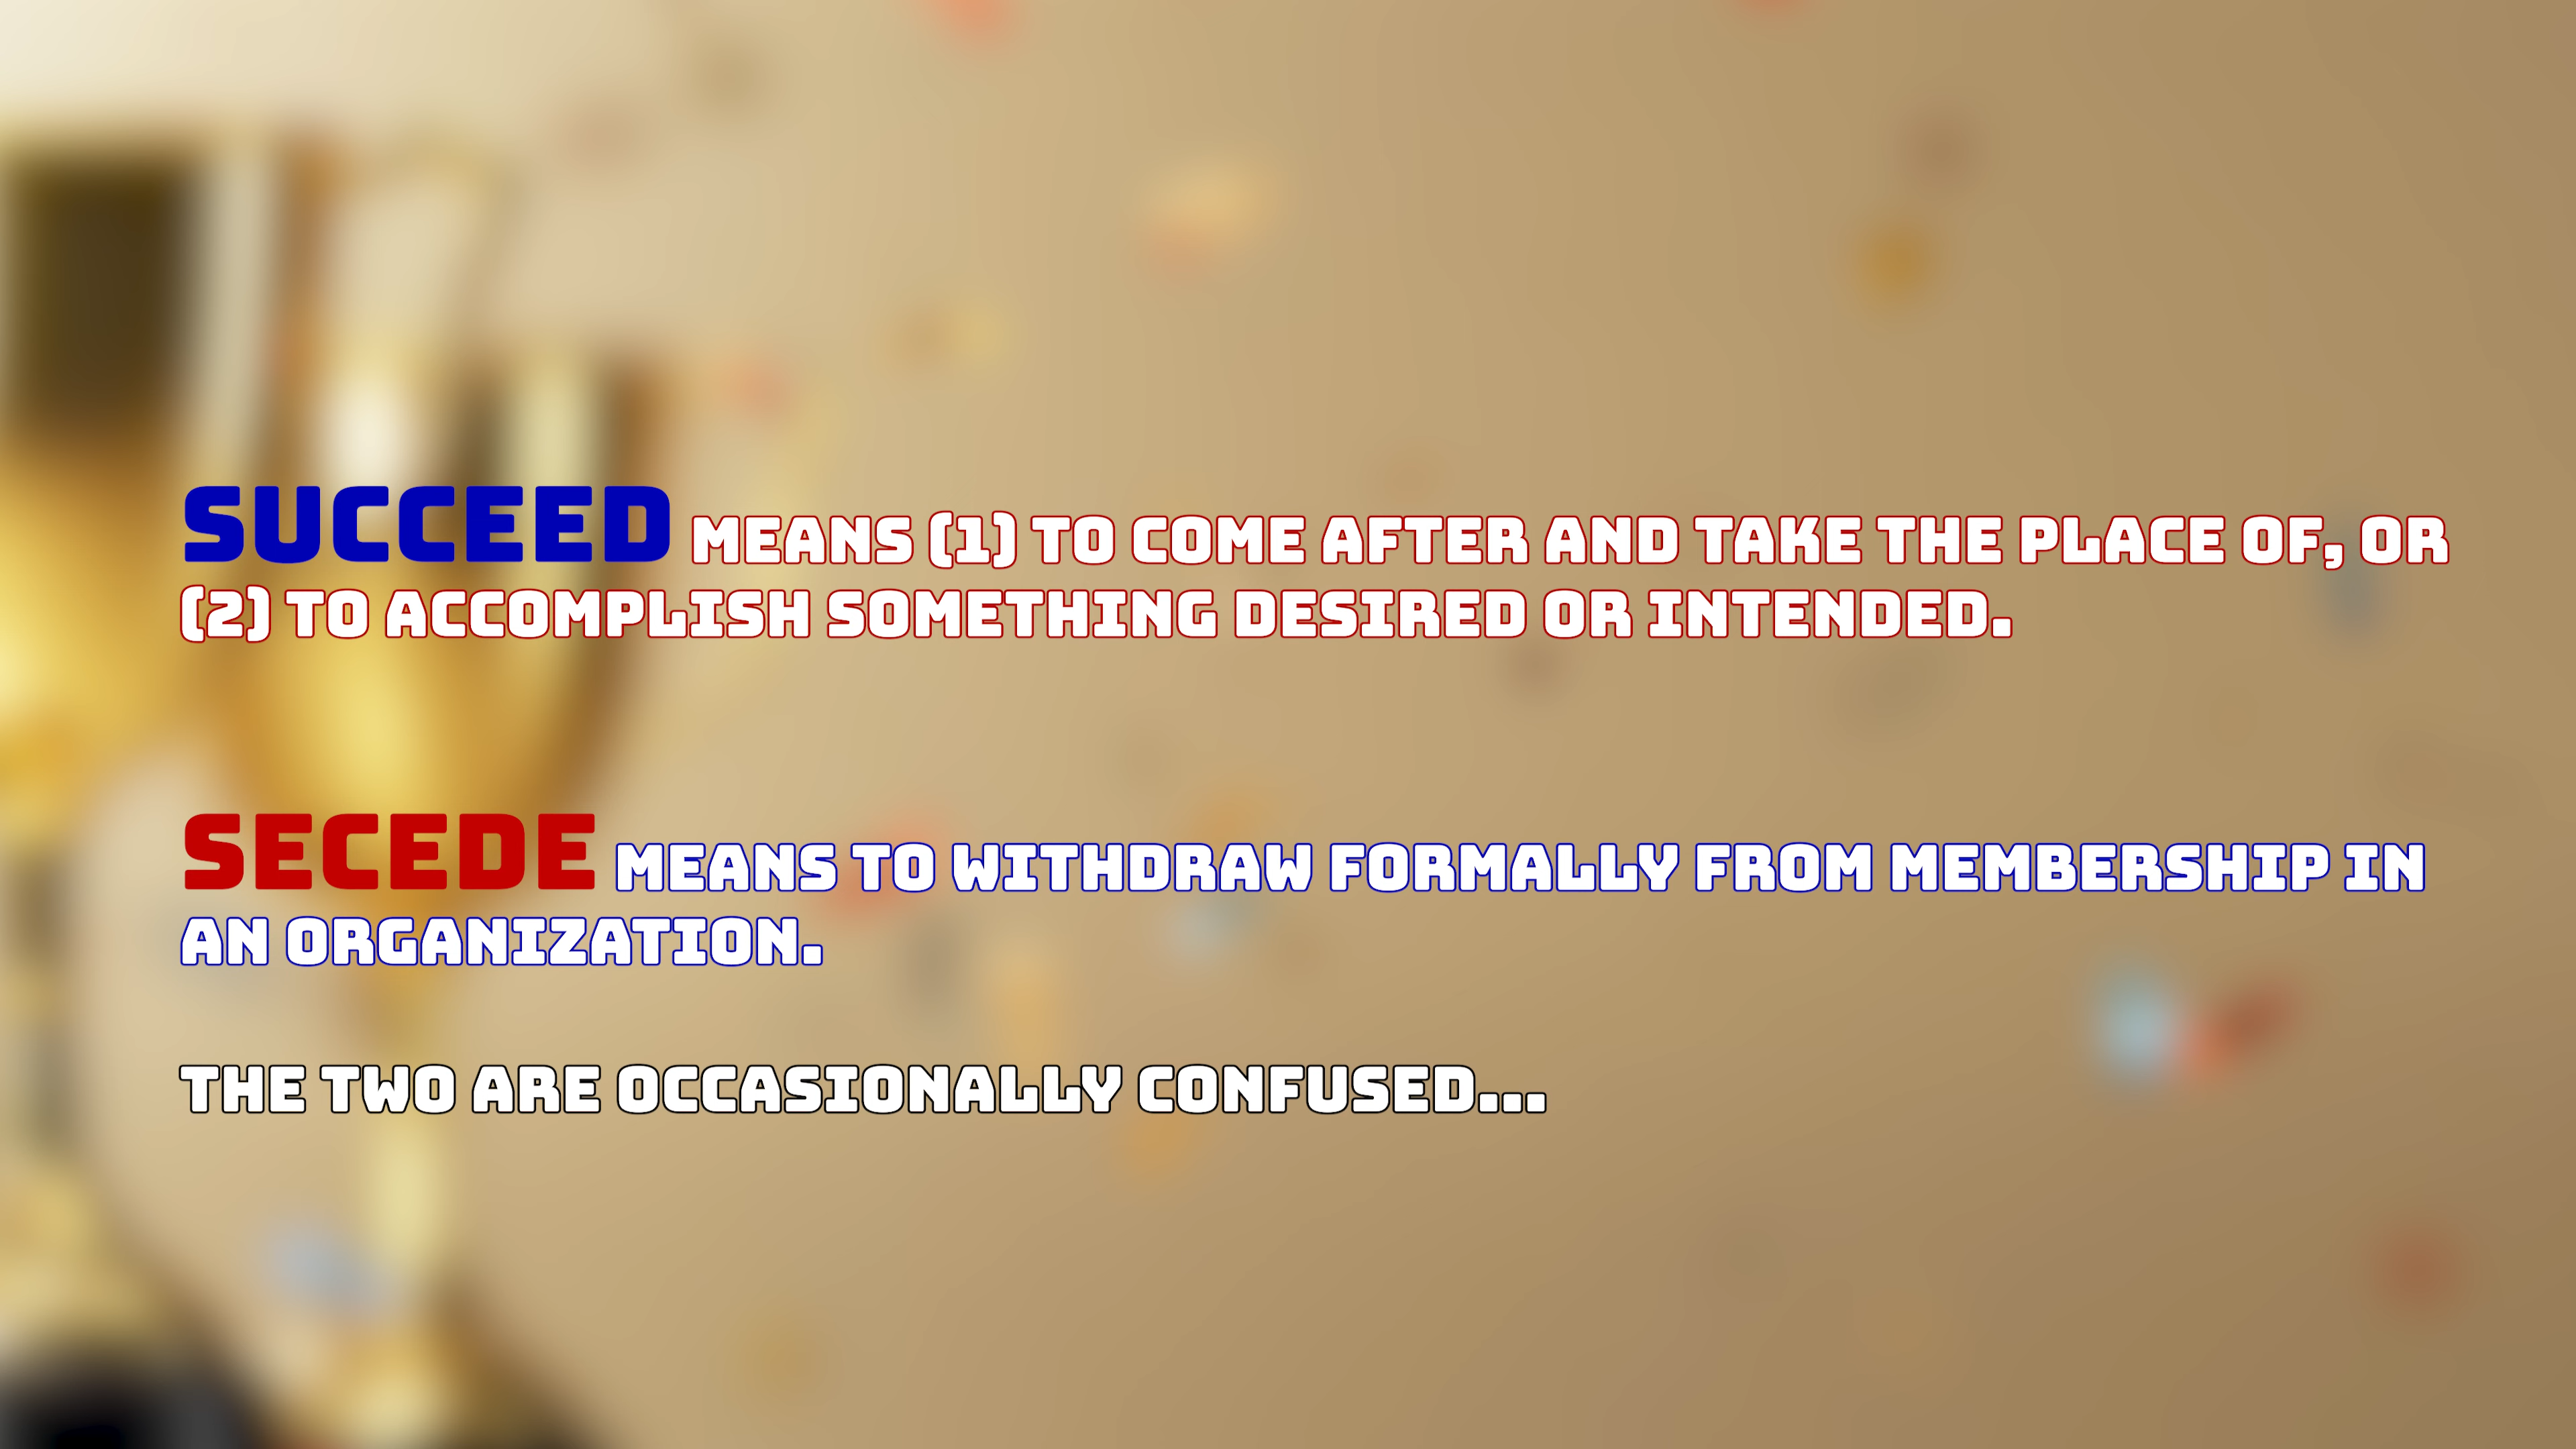 SUCCEED MEANS (1) TO COME AFTER AND TAKE THE PLACE OF, OR
(2) TO ACCOMPLISH SOMETHING DESIRED OR INTENDED.
SECEDE MEANS TO WITHDRAW FORMALLY FROM MEMBERSHIP IN
AN ORGANIZATION.
THE TWO ARE OCCASIONALLY CONFUSED...